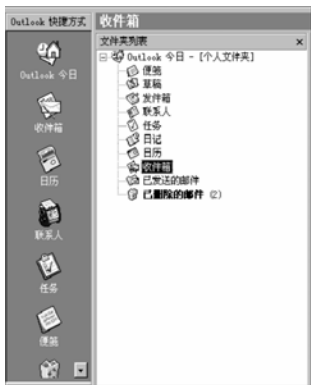 Outlook 快捷方式
收件箱
Outlook 今日
收件箱
日历
联系人
任务
便笺
文件夹列表
Outlook 今日 - [个人文件夹]
便笺
草稿
发件箱
联系人
任务
日记
日历
收件箱
已发送的邮件
已删除的邮件 (2)